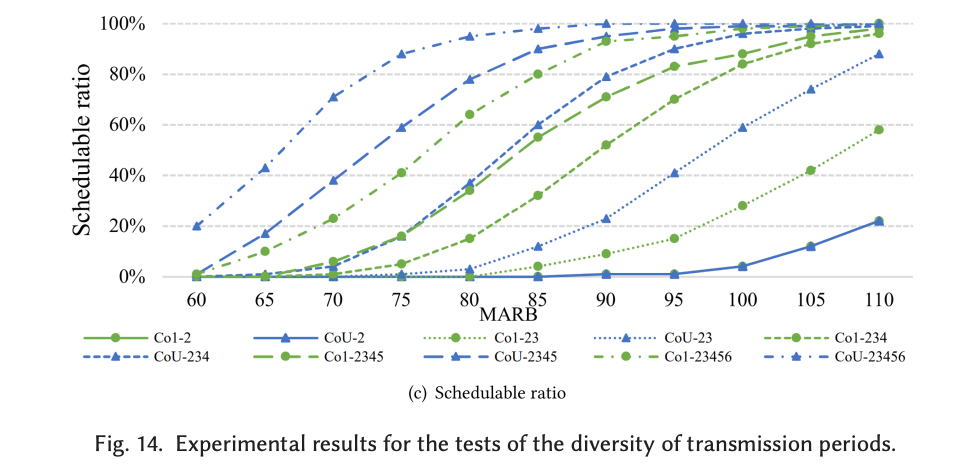 100%
80%
60%
40%
20%
0%
Schedulable ratio
60 65 70 75 80 85 90 95 100 105 110
MARB
Co1-2 CoU-2 Co1-23 CoU-23 Co1-234
CoU-234 Co1-2345 CoU-2345 Co1-23456 CoU-23456
(c) Schedulable ratio
Fig. 14. Experimental results for the tests of the diversity of transmission periods.